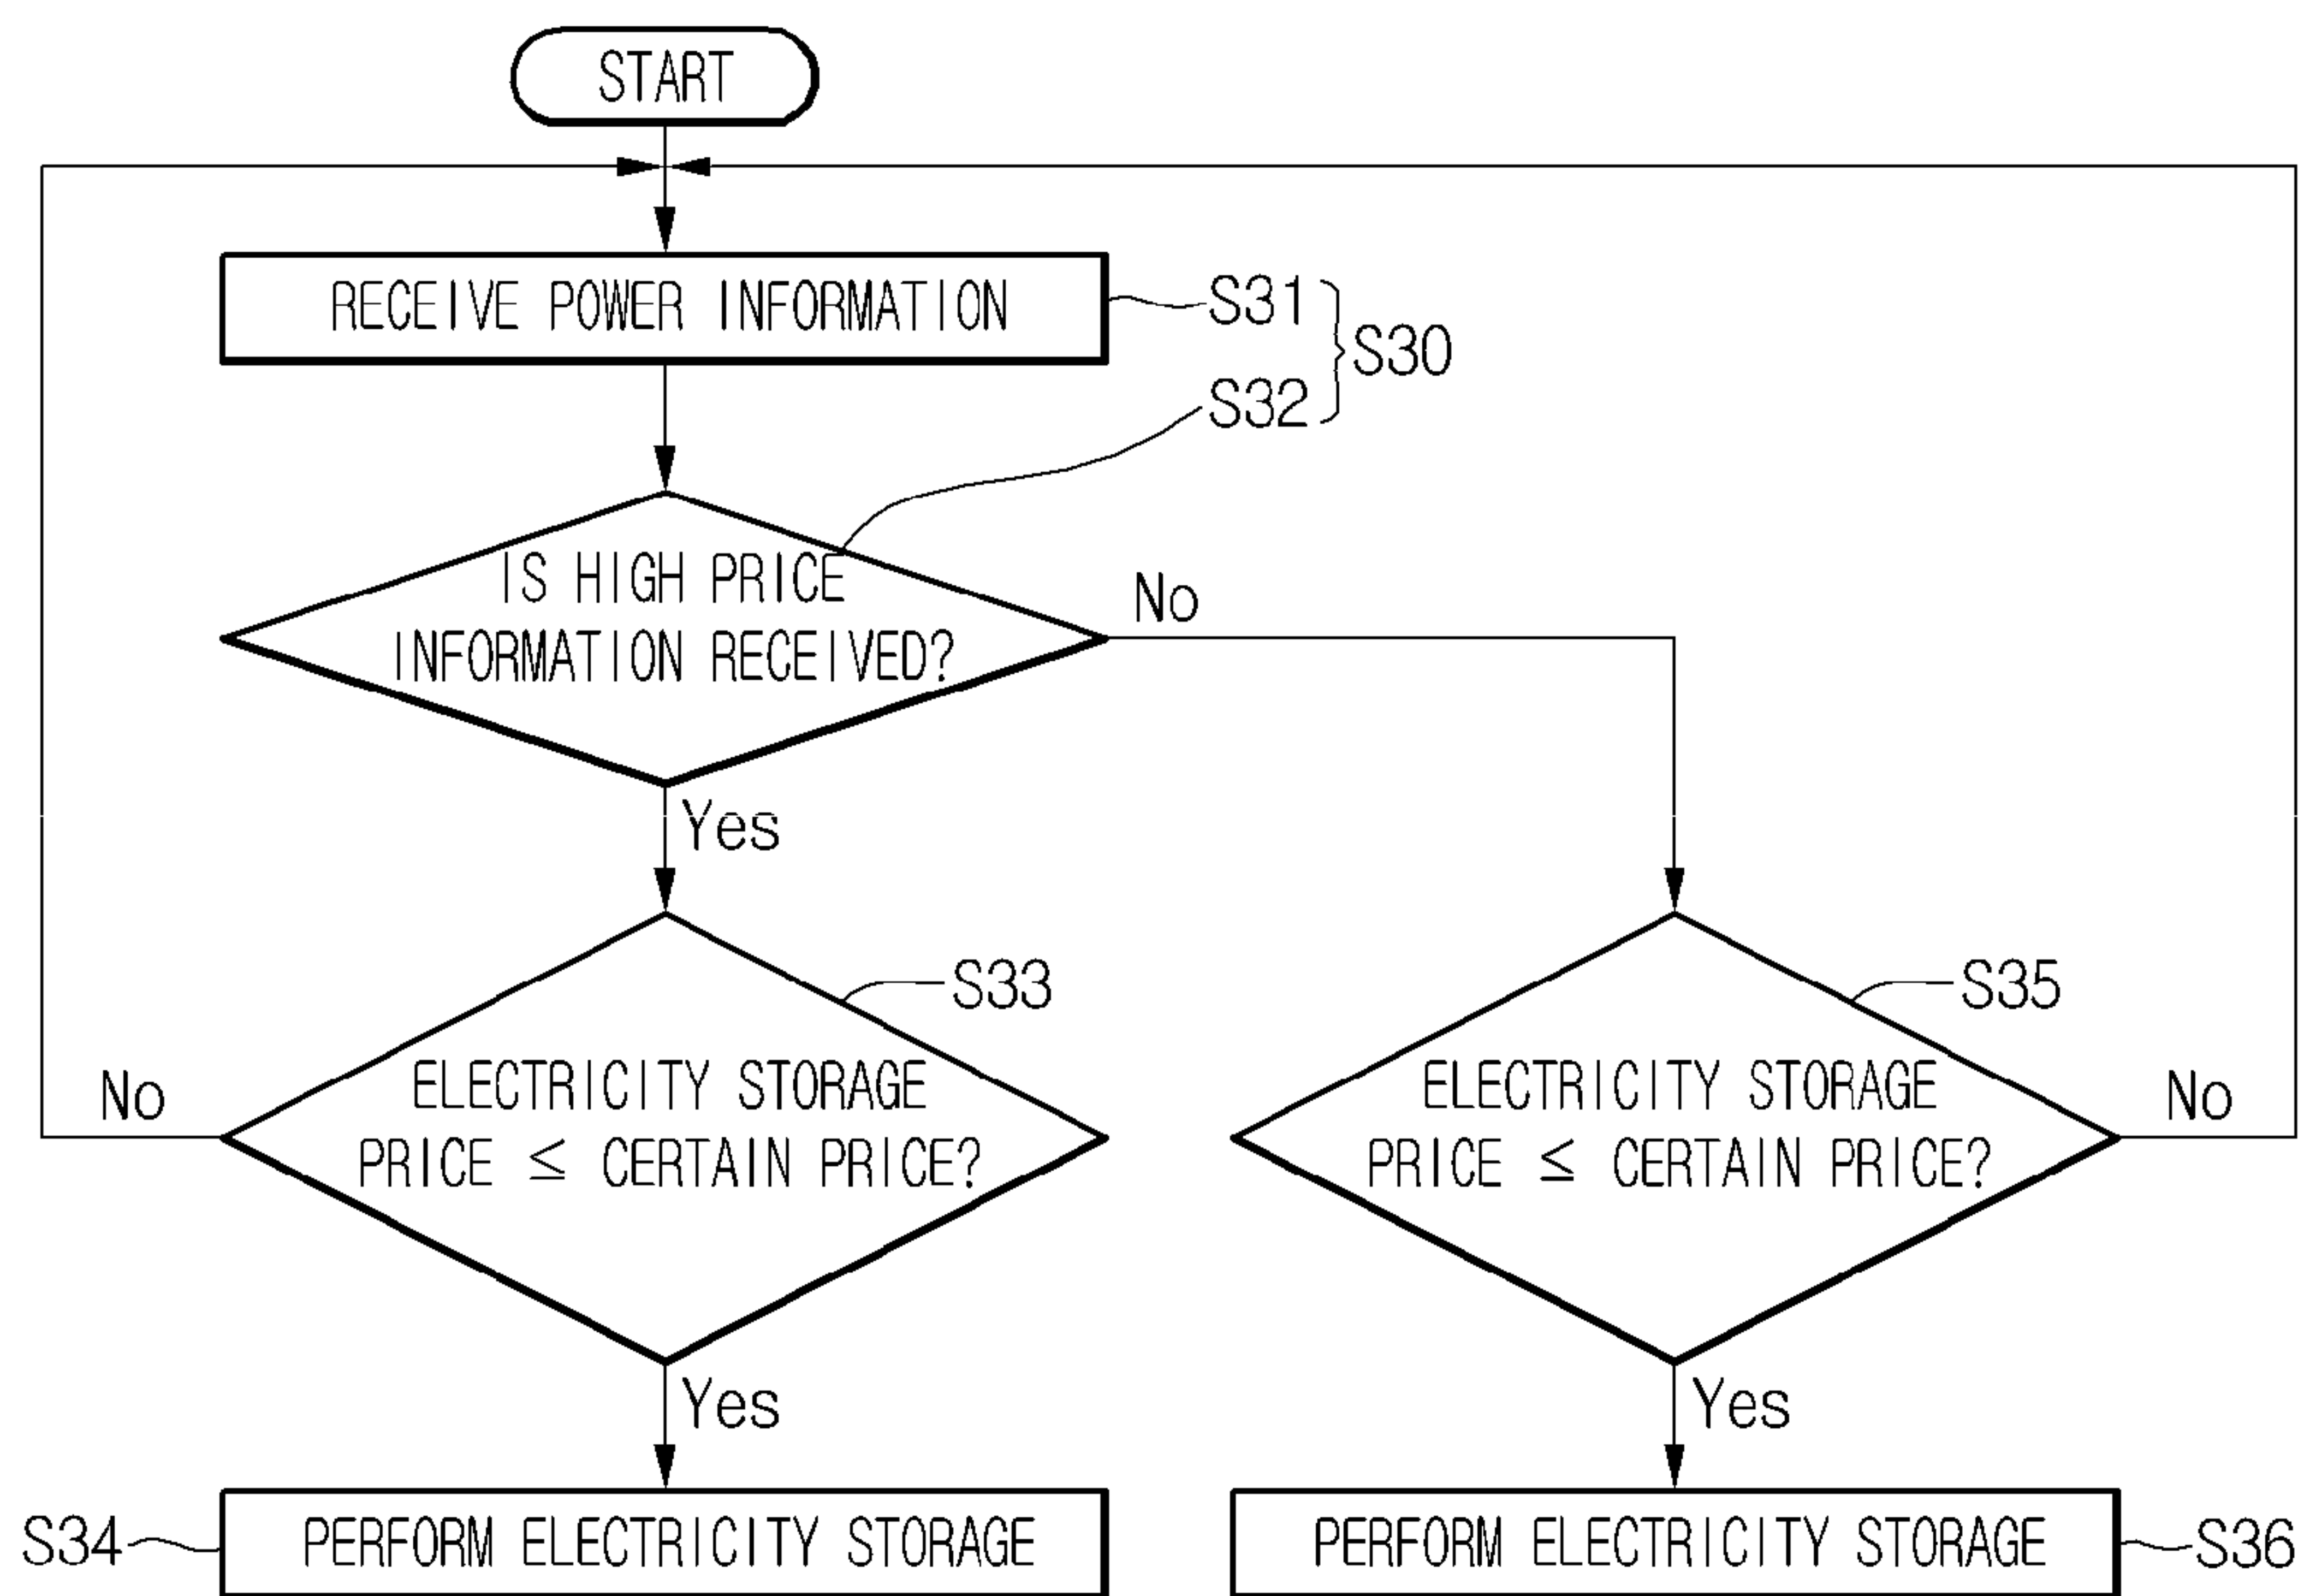 START
RECEIVE POWER INFORMATION
S31
S30
S32
IS HIGH PRICE
INFORMATION RECEIVED?
No
Yes
S33
S35
ELECTRICITY STORAGE
PRICE ≤ CERTAIN PRICE?
No
ELECTRICITY STORAGE
PRICE ≤ CERTAIN PRICE?
No
Yes
Yes
S34
PERFORM ELECTRICITY STORAGE
PERFORM ELECTRICITY STORAGE
S36